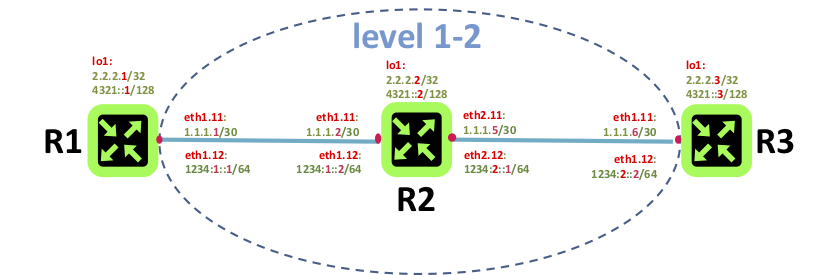 level 1-2
lo1:
2.2.2.1/32
4321::1/128
lo1:
2.2.2.2/32
4321::2/128
lo1:
2.2.2.3/32
4321::3/128
R1
eth1.11:
1.1.1.1/30
eth1.12:
1234:1::1/64
eth1.11:
1.1.1.2/30
eth1.12:
1234:1::2/64
R2
eth2.11:
1.1.1.5/30
eth2.12:
1234:2::1/64
eth1.11:
1.1.1.6/30
eth1.12:
1234:2::2/64
R3